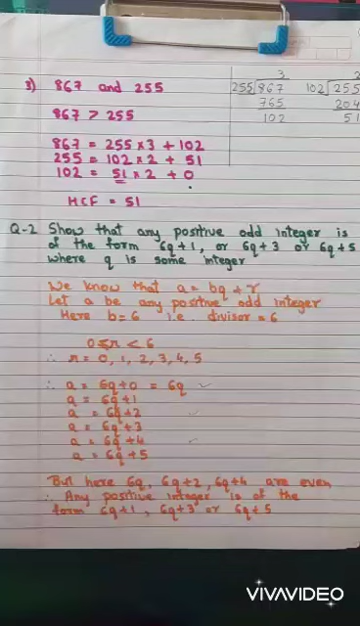 3) 867 and 255
867 > 255
867 = 255 × 3 + 102
255 = 102 × 2 + 51
102 = 51 × 2 + 0
HCF = 51
3
255 867
765
102
2
102 255
204
51
Q-2 Show that any positive odd integer is
of the form 6q+1, or 6q+3 or 6q+5
where q is some integer
We know that a = bq + r
Let a be any positive odd integer
Here b=6 i.e. divisor = 6
0 ≤ r < 6
∴ r = 0, 1, 2, 3, 4, 5
∴ a = 6q+0 = 6q
a = 6q+1
a = 6q+2
a = 6q+3
a = 6q+4
a = 6q+5
But here 6q, 6q+2, 6q+4 are even
∴ Any positive integer is of the
form 6q+1, 6q+3 or 6q+5
VIVAVIDEO